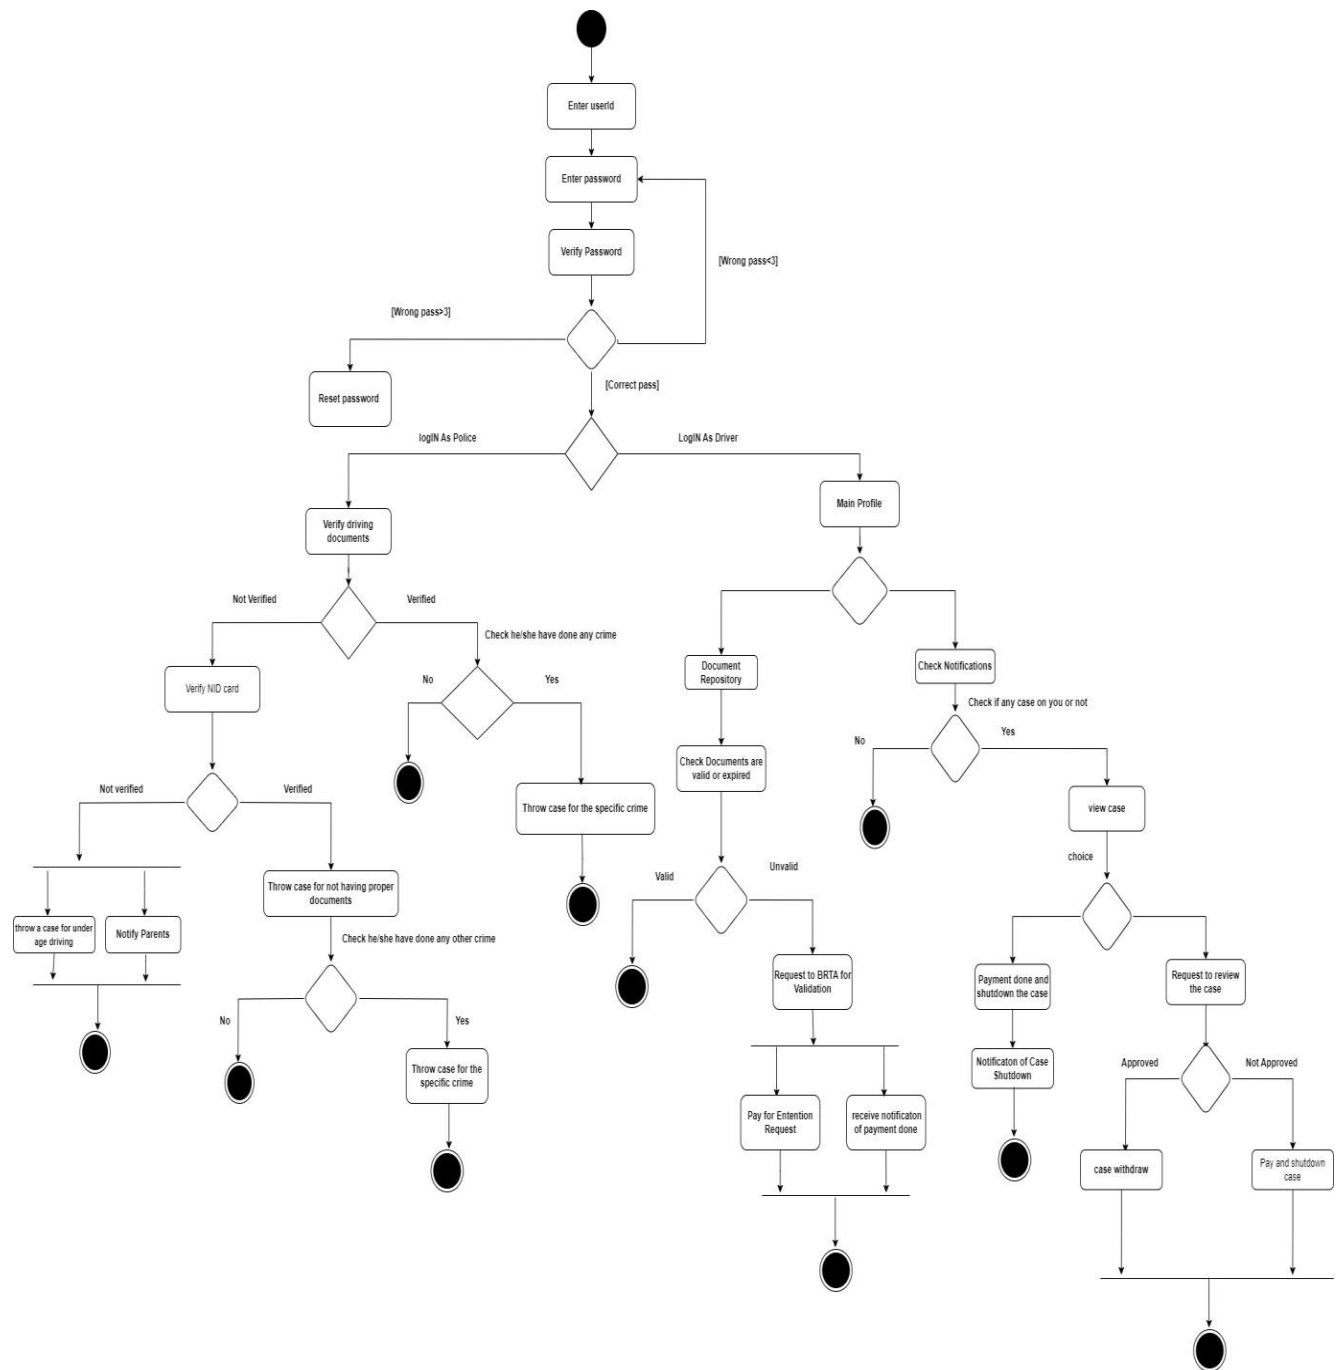 Enter userId
Enter password
Verify Password
[Wrong pass<3]
[Wrong pass>3]
Reset password
[Correct pass]
logIN As Police
LogIN As Driver
Main Profile
Verify driving
documents
Not Verified
Verified
Check he/she have done any crime
Document
Repository
Check Notifications
Verify NID card
No
Yes
Check if any case on you or not
No
Yes
Check Documents are
valid or expired
Not verified
Verified
Throw case for the specific crime
view case
choice
Valid
Unvalid
Throw case for not having proper
documents
throw a case for under
age driving
Notify Parents
Check he/she have done any other crime
Request to BRTA for
Validation
Payment done and
shutdown the case
Request to review
the case
No
Yes
Throw case for the
specific crime
Notificaton of Case
Shutdown
Approved
Not Approved
Pay for Entention
Request
receive notificaton
of payment done
case withdraw
Pay and shutdown
case